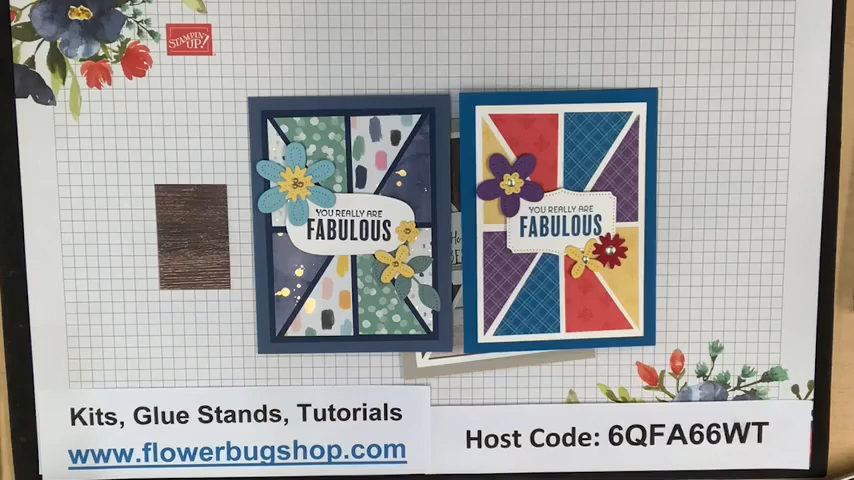 STAMPIN' UP!
YOU REALLY ARE
FABULOUS
YOU REALLY ARE
FABULOUS
Kits, Glue Stands, Tutorials
www.flowerbugshop.com
Host Code: 6QFA66WT